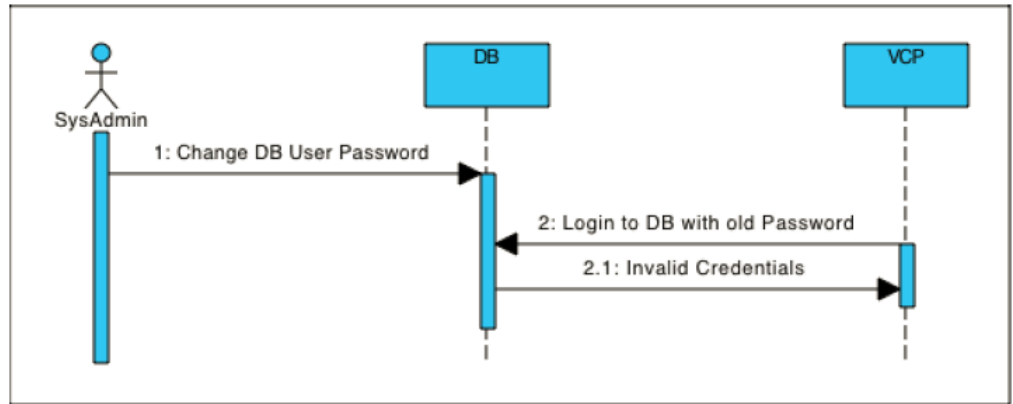 DB
VCP
SysAdmin
1: Change DB User Password
2: Login to DB with old Password
2.1: Invalid Credentials